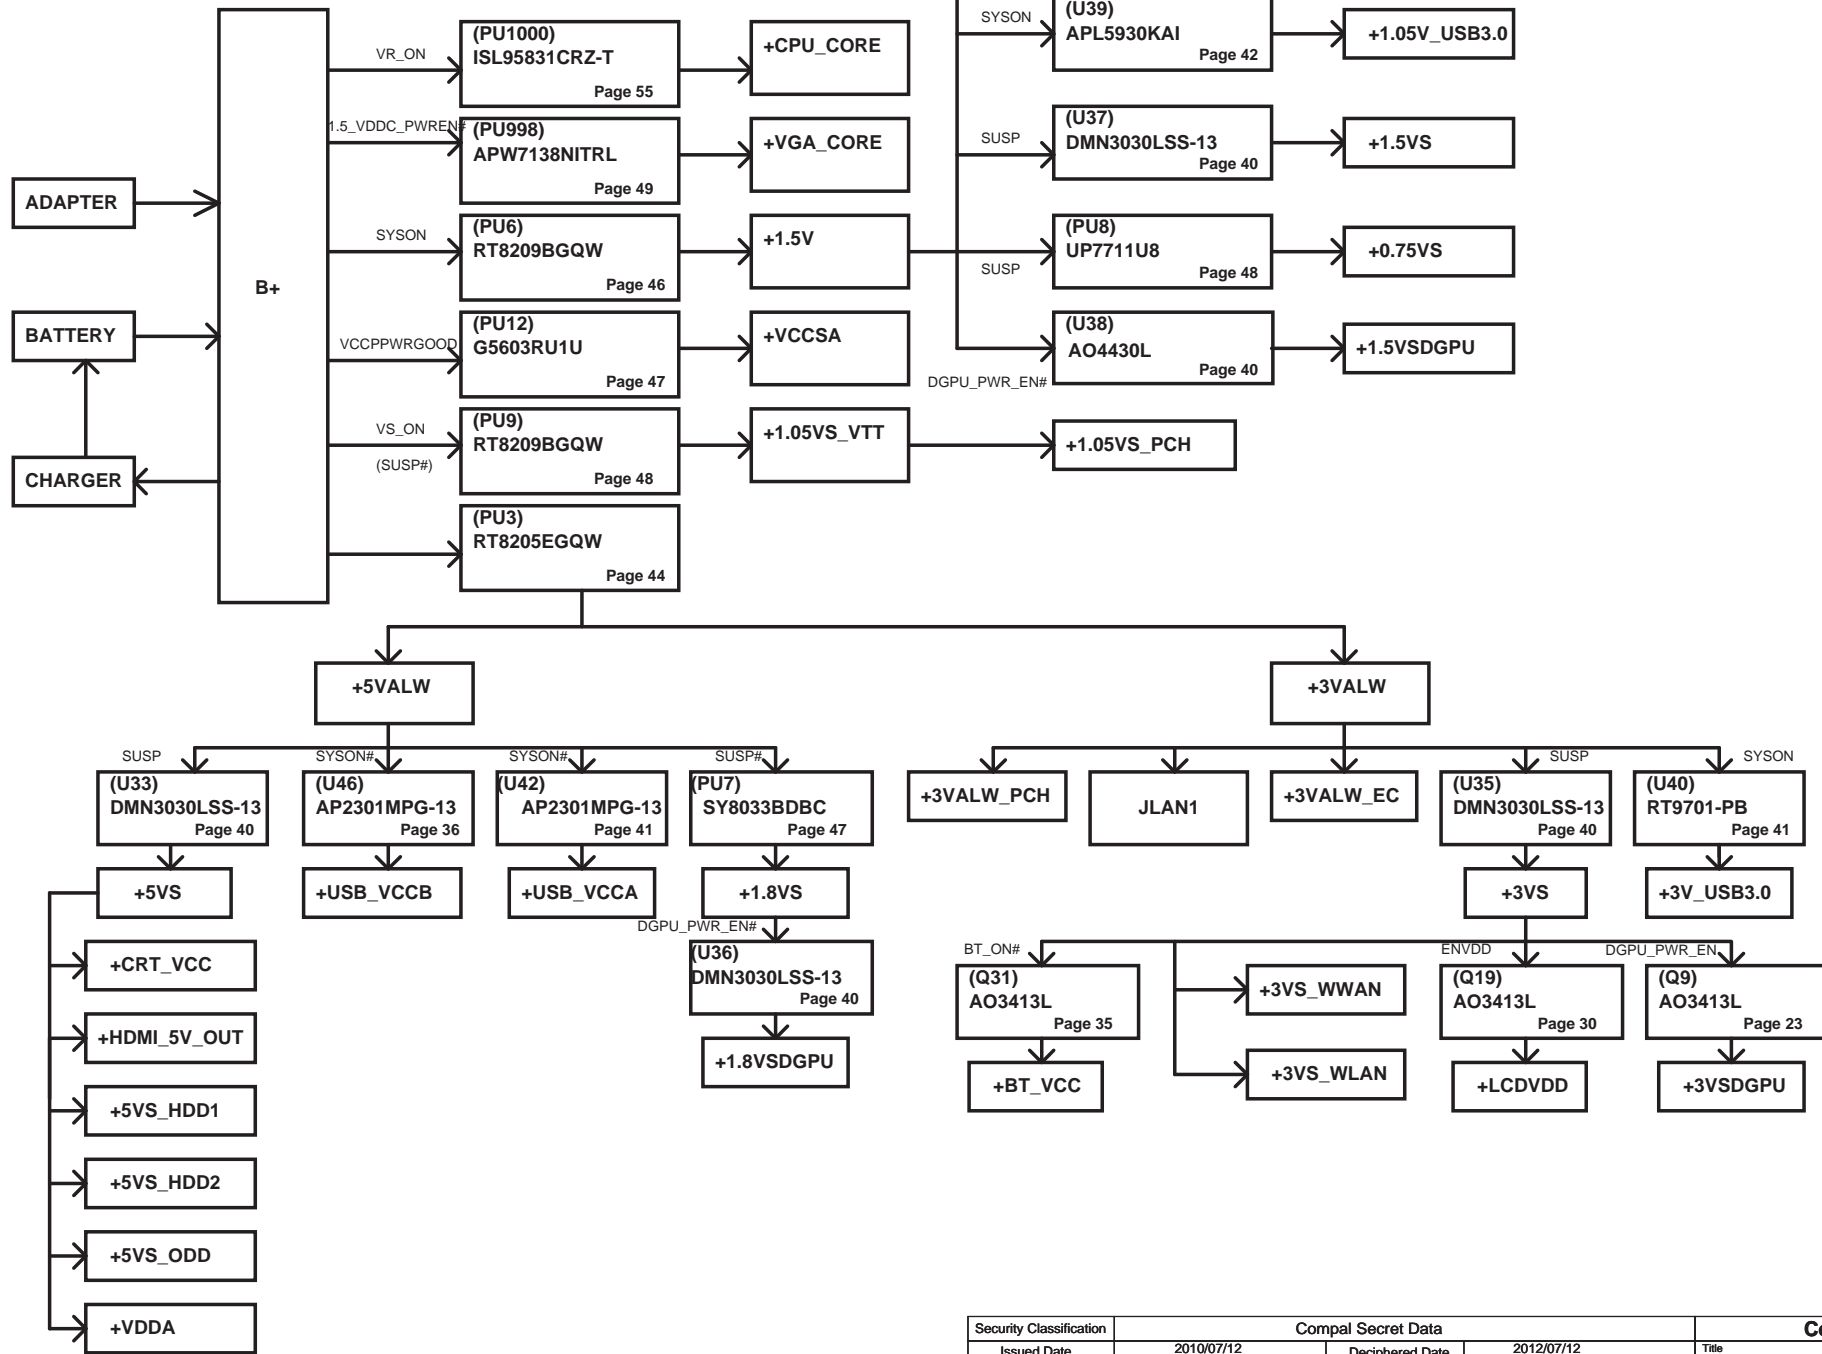 (PU1000)
ISL95831CRZ-T
Page 55
VR_ON
+CPU_CORE
SYSON
(U39)
APL5930KAI
Page 42
+1.05V_USB3.0
1.5_VDDC_PWREN#
(PU998)
APW7138NITRL
Page 49
+VGA_CORE
SUSP
(U37)
DMN3030LSS-13
Page 40
+1.5VS
ADAPTER
SYSON
(PU6)
RT8209BGQW
Page 46
+1.5V
SUSP
(PU8)
UP7711U8
Page 48
+0.75VS
B+
BATTERY
VCCPPWRGOOD
(PU12)
G5603RU1U
Page 47
+VCCSA
DGPU_PWR_EN#
(U38)
AO4430L
Page 40
+1.5VSDGPU
CHARGER
VS_ON
(SUSP#)
(PU9)
RT8209BGQW
Page 48
+1.05VS_VTT
+1.05VS_PCH
(PU3)
RT8205EGQW
Page 44
+5VALW
+3VALW
SUSP
(U33)
DMN3030LSS-13
Page 40
SYSON#
(U46)
AP2301MPG-13
Page 36
SYSON#
(U42)
AP2301MPG-13
Page 41
SUSP#
(PU7)
SY8033BDBC
Page 47
+3VALW_PCH
JLAN1
+3VALW_EC
SUSP
(U35)
DMN3030LSS-13
Page 40
SYSON
(U40)
RT9701-PB
Page 41
+5VS
+USB_VCCB
+USB_VCCA
+1.8VS
+3VS
+3V_USB3.0
DGPU_PWR_EN#
(U36)
DMN3030LSS-13
Page 40
+1.8VSDGPU
BT_ON#
(Q31)
AO3413L
Page 35
+BT_VCC
+3VS_WWAN
+3VS_WLAN
ENVDD
(Q19)
AO3413L
Page 30
+LCDVDD
DGPU_PWR_EN
(Q9)
AO3413L
Page 23
+3VSDGPU
+CRT_VCC
+HDMI_5V_OUT
+5VS_HDD1
+5VS_HDD2
+5VS_ODD
+VDDA
Security Classification
Compal Secret Data
Issued Date
2010/07/12
Deciphered Date
2012/07/12
Title